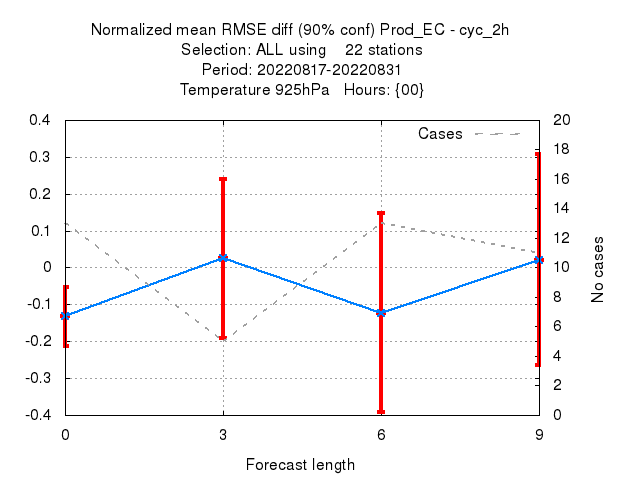 Normalized mean RMSE diff (90% conf) Prod_EC - cyc_2h
Selection: ALL using    22 stations
Period: 20220817-20220831
Temperature 925hPa   Hours: {00}
0.4
0.3
0.2
0.1
0
-0.1
-0.2
-0.3
-0.4
Cases
20
18
16
14
12
10
8
6
4
2
0
No cases
0 3 6 9
Forecast length